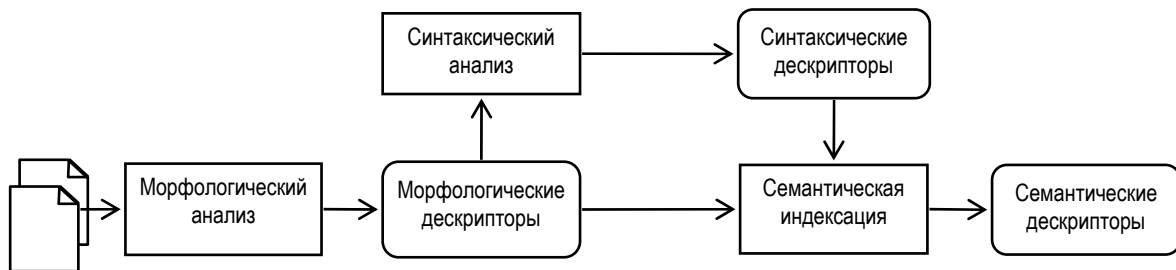 Синтаксический
анализ
Синтаксические
дескрипторы
Морфологический
анализ
Морфологические
дескрипторы
Семантическая
индексация
Семантические
дескрипторы